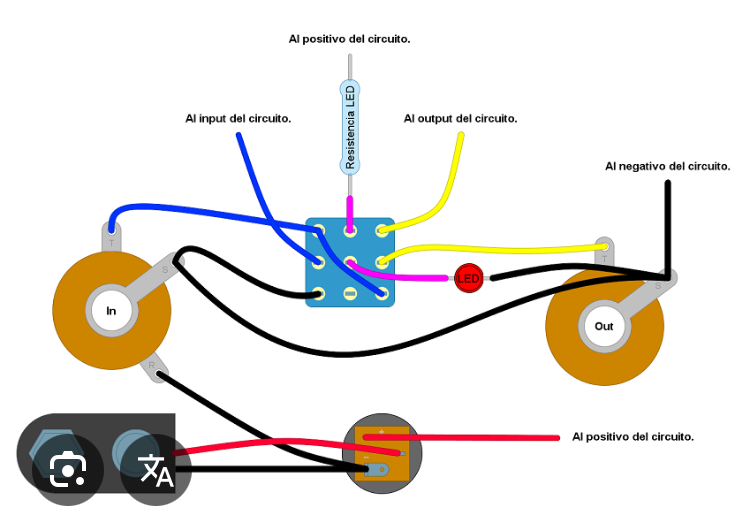 Al positivo del circuito.
Resistencia LED
Al input del circuito.
Al output del circuito.
Al negativo del circuito.
T
S
In
R
LED
T
S
Out
Al positivo del circuito.